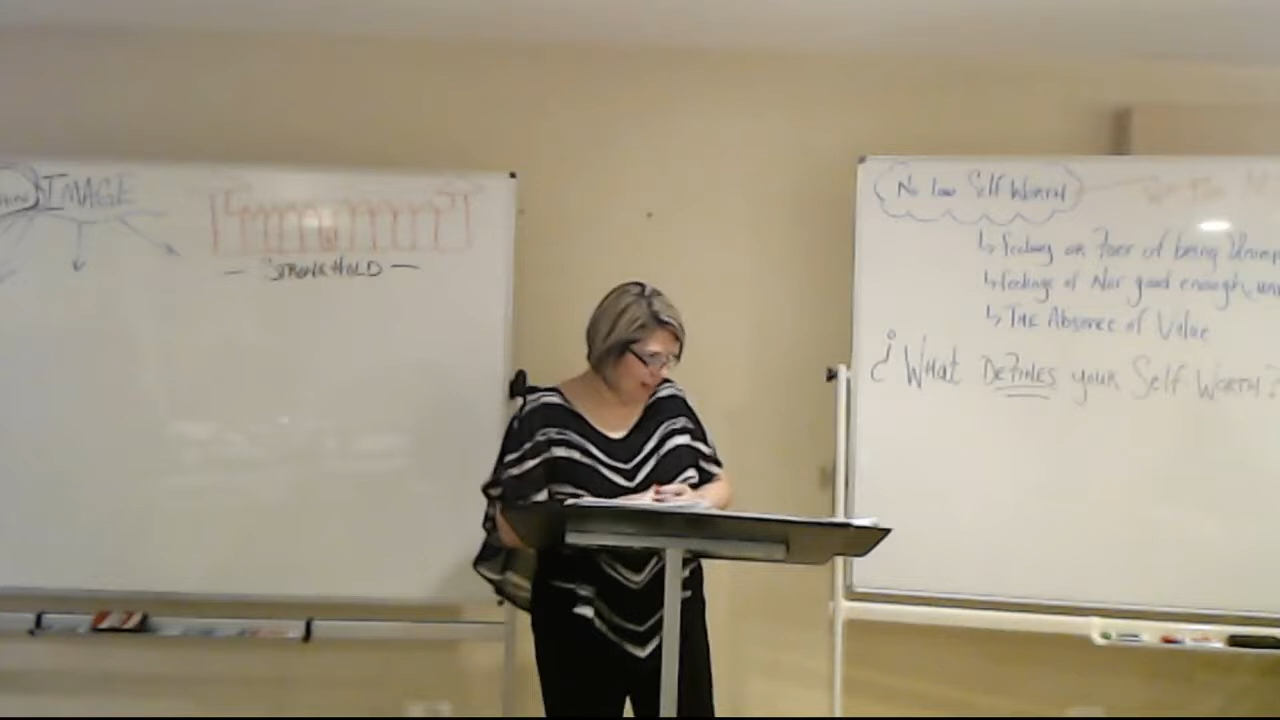 IMAGE
- STRONGHOLD -
No Low Self Worth
↳ Feeling or Fear of being
↳ feelings of Not good enough,
↳ The Absence of Value
¿ What DEFINES your Self Worth?